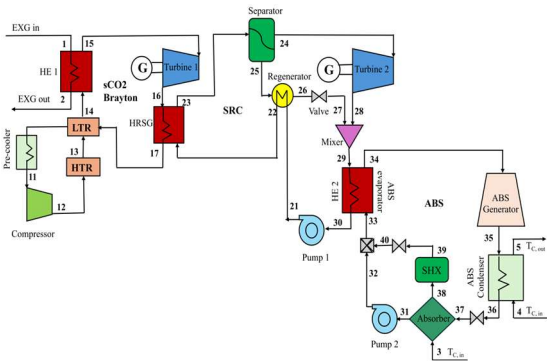 EXG in
1
15
HE 1
2
EXG out
sCO2
Brayton
G
Turbine 1
16
23
HRSG
17
14
LTR
13
HTR
Pre-cooler
11
12
Compressor
SRC
Separator
24
25
Regenerator
22
26
Valve
27
28
G
Turbine 2
Mixer
29
34
HE 2
ABS
evaporator
30
33
21
Pump 1
ABS
ABS
Generator
35
T_C,out
5
ABS
Condenser
4
T_C,in
36
37
40
39
SHX
38
32
31
Absorber
Pump 2
3
T_C,in